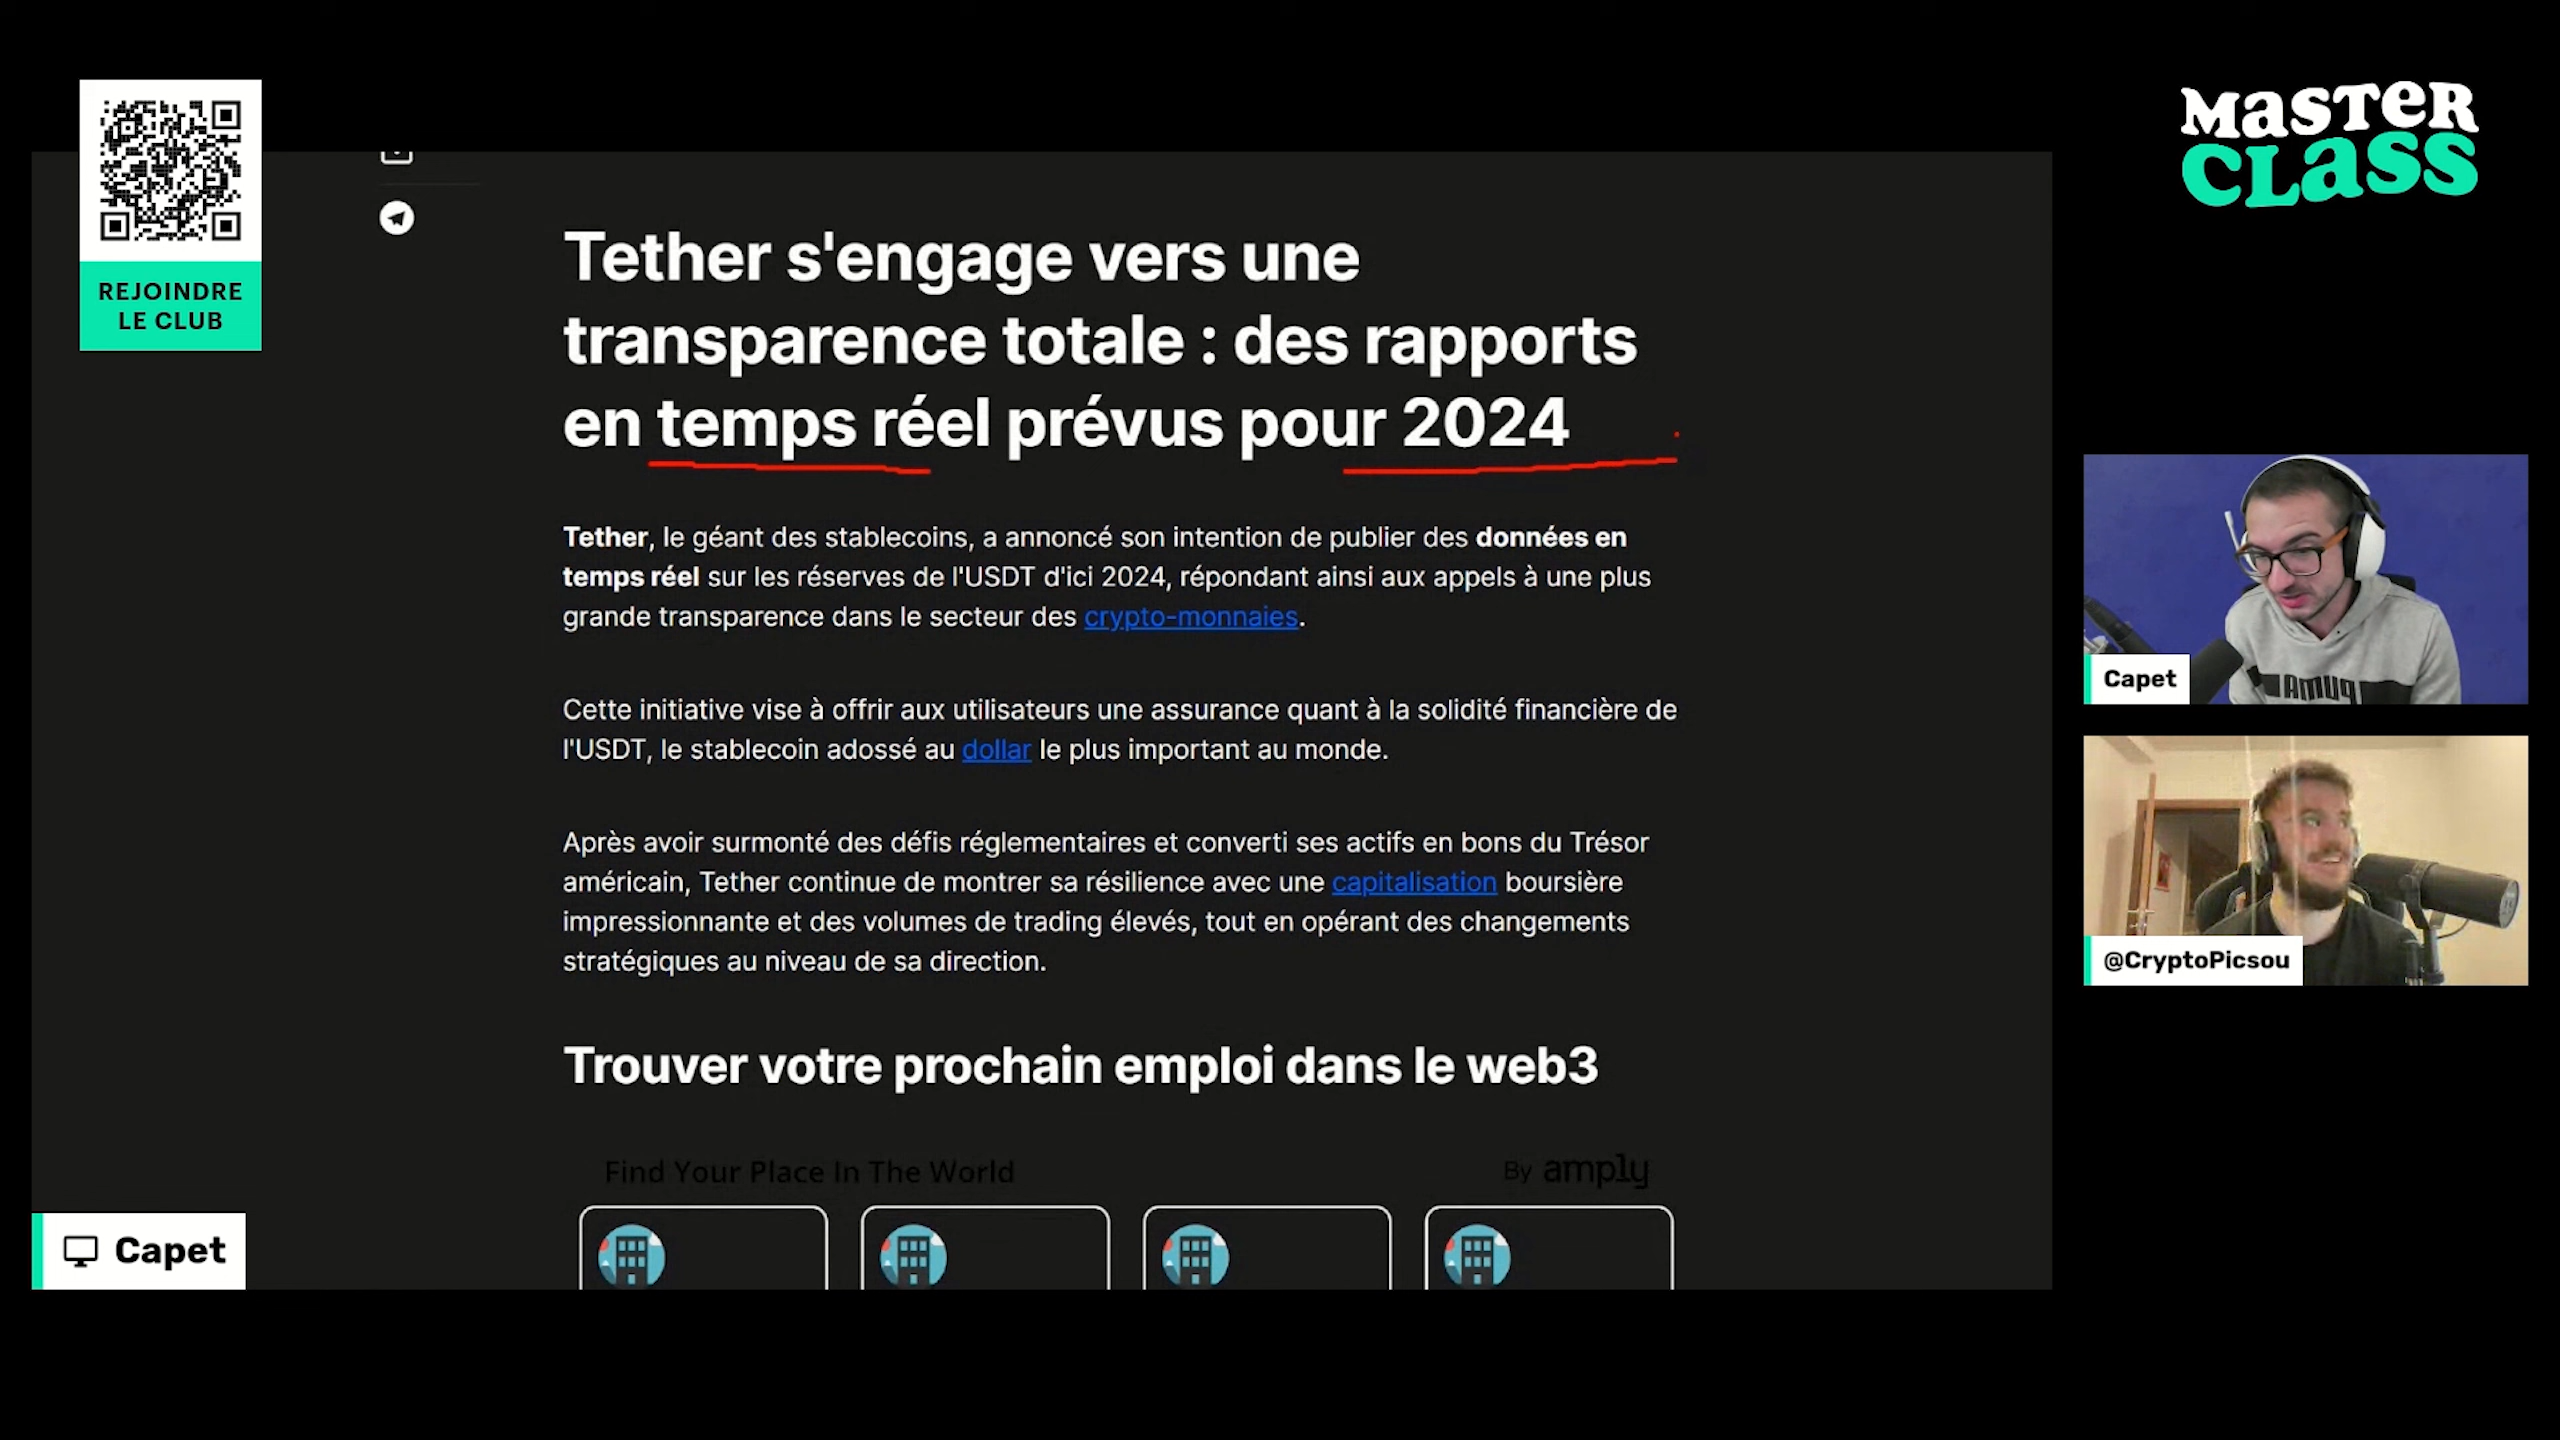 REJOINDRE
LE CLUB
MASTER
CLASS
Tether s'engage vers une
transparence totale : des rapports
en temps réel prévus pour 2024
Tether, le géant des stablecoins, a annoncé son intention de publier des données en
temps réel sur les réserves de l'USDT d'ici 2024, répondant ainsi aux appels à une plus
grande transparence dans le secteur des crypto-monnaies.
Cette initiative vise à offrir aux utilisateurs une assurance quant à la solidité financière de
l'USDT, le stablecoin adossé au dollar le plus important au monde.
Après avoir surmonté des défis réglementaires et converti ses actifs en bons du Trésor
américain, Tether continue de montrer sa résilience avec une capitalisation boursière
impressionnante et des volumes de trading élevés, tout en opérant des changements
stratégiques au niveau de sa direction.
Trouver votre prochain emploi dans le web3
Find Your Place In The World
By amply
Capet
Capet
@CryptoPicsou